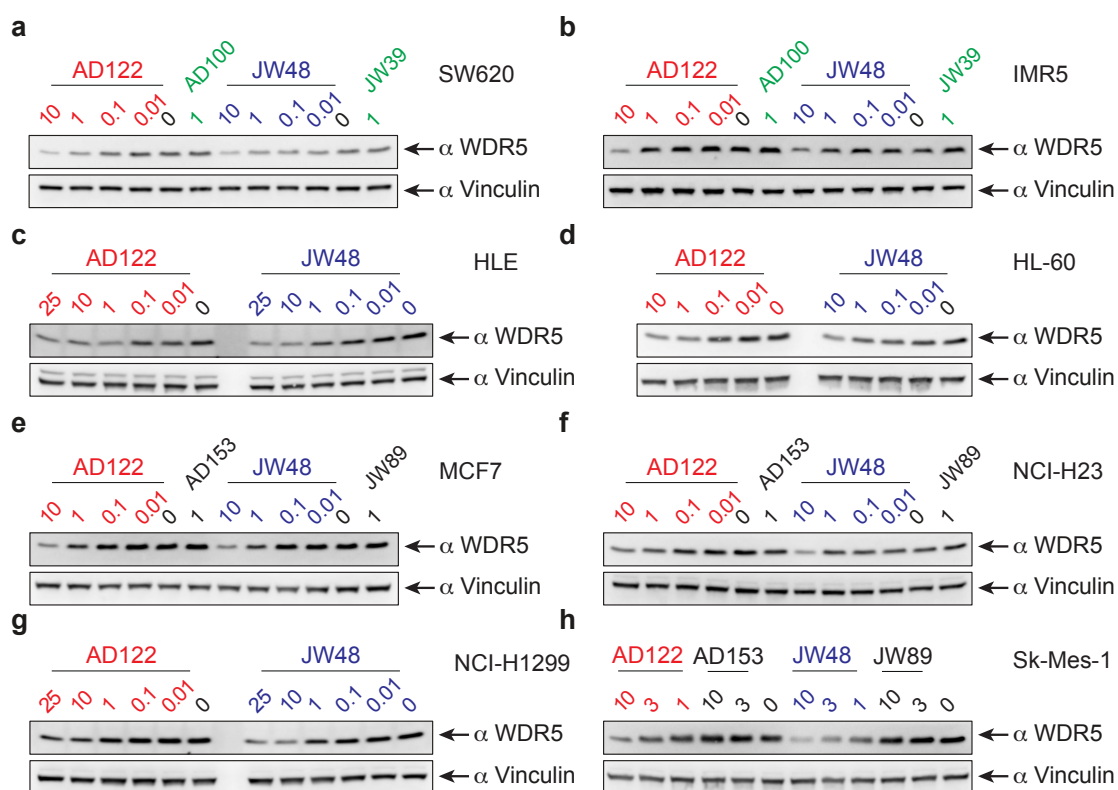 a
AD122 AD100 JW48 JW39 SW620
10 1 0.1 0.01 0 1 10 1 0.1 0.01 0 1
α WDR5
α Vinculin
b
AD122 AD100 JW48 JW39 IMR5
10 1 0.1 0.01 0 1 10 1 0.1 0.01 0 1
α WDR5
α Vinculin
c
AD122 JW48 HLE
25 10 1 0.1 0.01 0 25 10 1 0.1 0.01 0
α WDR5
α Vinculin
d
AD122 JW48 HL-60
10 1 0.1 0.01 0 10 1 0.1 0.01 0
α WDR5
α Vinculin
e
AD122 AD153 JW48 JW89 MCF7
10 1 0.1 0.01 0 1 10 1 0.1 0.01 0 1
α WDR5
α Vinculin
f
AD122 AD153 JW48 JW89 NCI-H23
10 1 0.1 0.01 0 1 10 1 0.1 0.01 0 1
α WDR5
α Vinculin
g
AD122 JW48 NCI-H1299
25 10 1 0.1 0.01 0 25 10 1 0.1 0.01 0
α WDR5
α Vinculin
h
AD122 AD153 JW48 JW89 Sk-Mes-1
10 3 1 10 3 0 10 3 1 10 3 0
α WDR5
α Vinculin